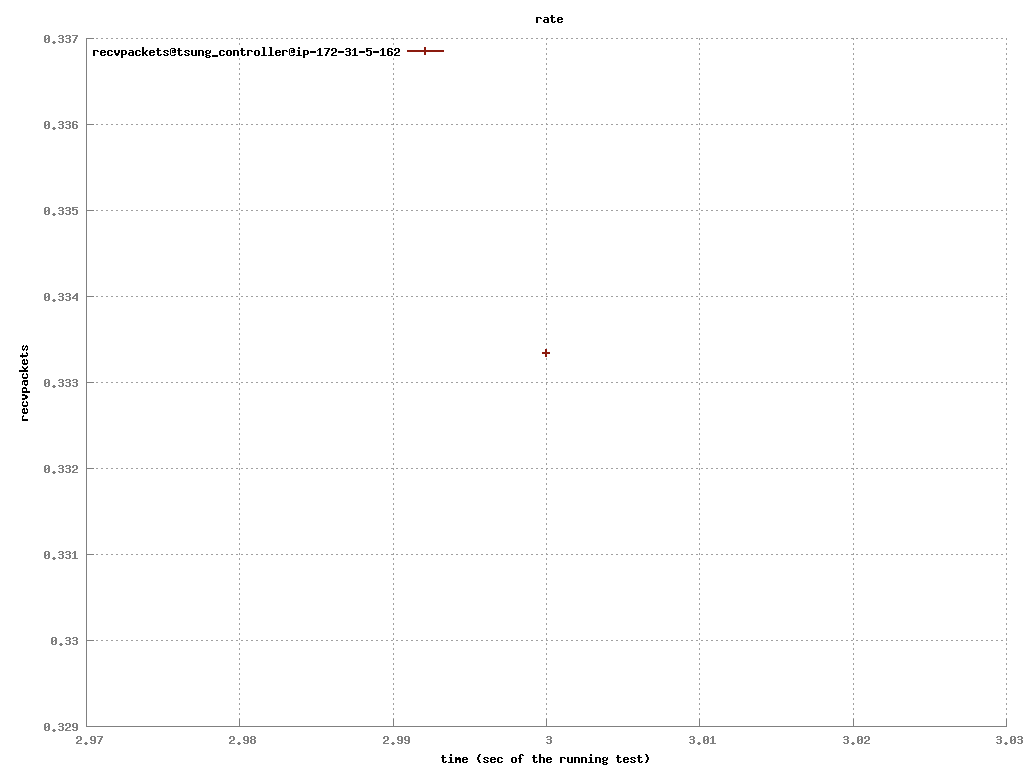 rate
0.337
recvpackets@tsung_controller@ip-172-31-5-162
0.336
0.335
0.334
0.333
0.332
0.331
0.33
0.329
recvpackets
2.97 2.98 2.99 3 3.01 3.02 3.03
time (sec of the running test)